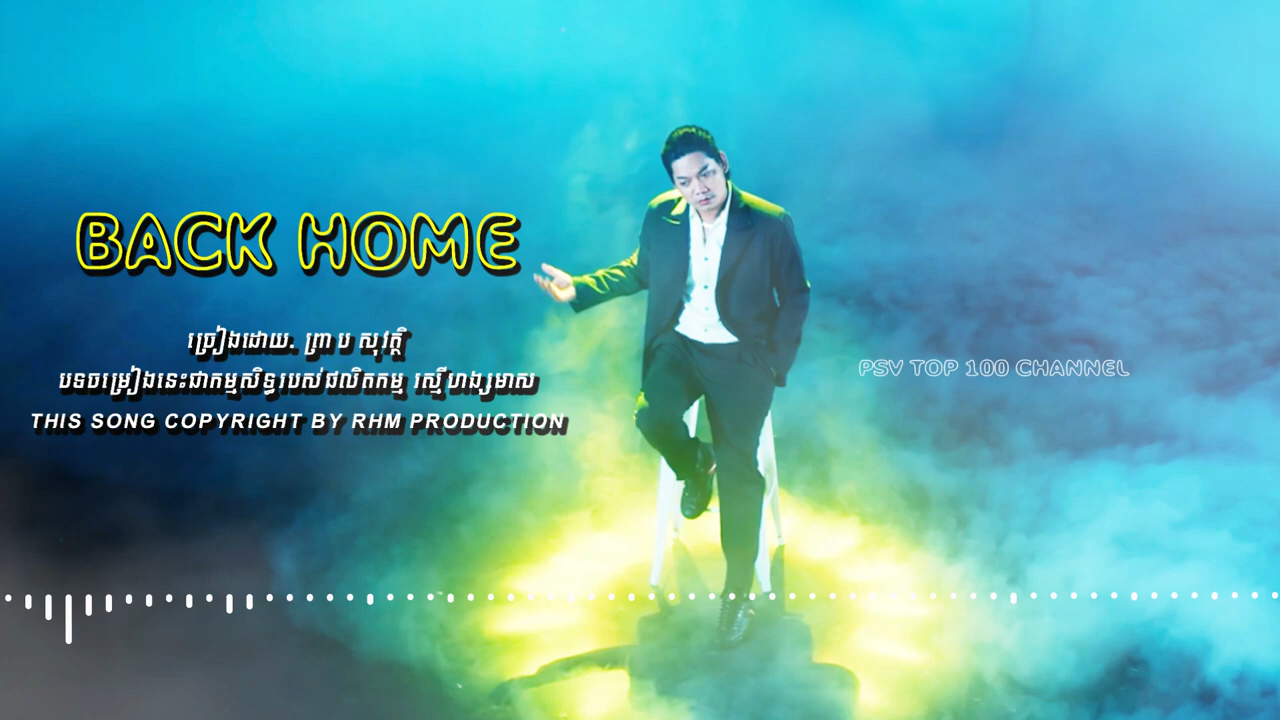 BACK HOME
ច្រៀងដោយ. ព្រាប សុវត្ថិ
បទចម្រៀងនេះជាកម្មសិទ្ធរបស់ផលិតកម្ម រស្មីហង្សមាស
THIS SONG COPYRIGHT BY RHM PRODUCTION
PSV TOP 100 CHANNEL